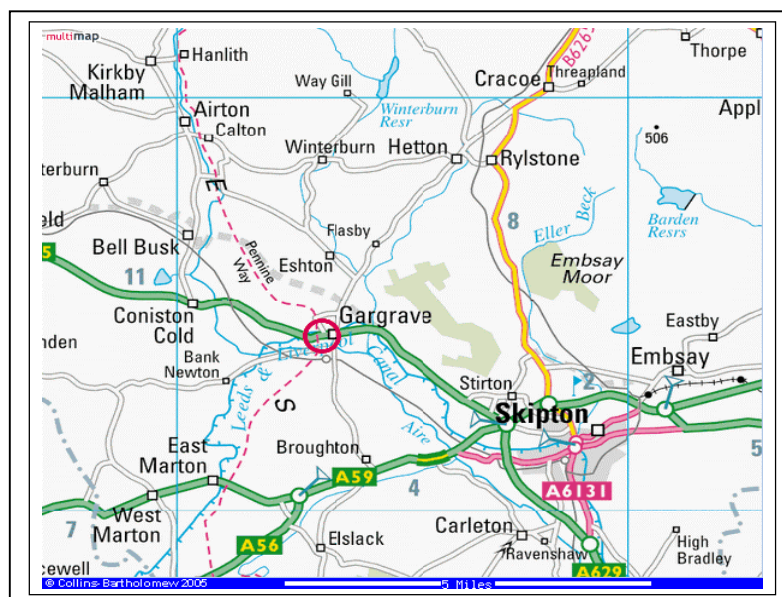 multimap
Hanlith
B6265
Thorpe
Kirkby
Malham
Way Gill
Cracoe
Threapland
Airton
Winterburn
Resr
Appl
Calton
506
Winterburn
Hetton
Rylstone
terburn
E
8
Eller Beck
Barden
Resrs
eld
Flasby
Bell Busk
Pennine
Way
Eshton
Embsay
Moor
5
11
Coniston
Cold
Gargrave
Eastby
nden
Leeds & Liverpool Canal
Bank
Newton
Embsay
Stirton
2
S
Skipton
Aire
East
Marton
Broughton
A59
4
5
A6131
7
West
Marton
A56
Elslack
Carleton
Ravenshaw
High
Bradley
cewell
A629
© Collins-Bartholomew 2005
5 Miles